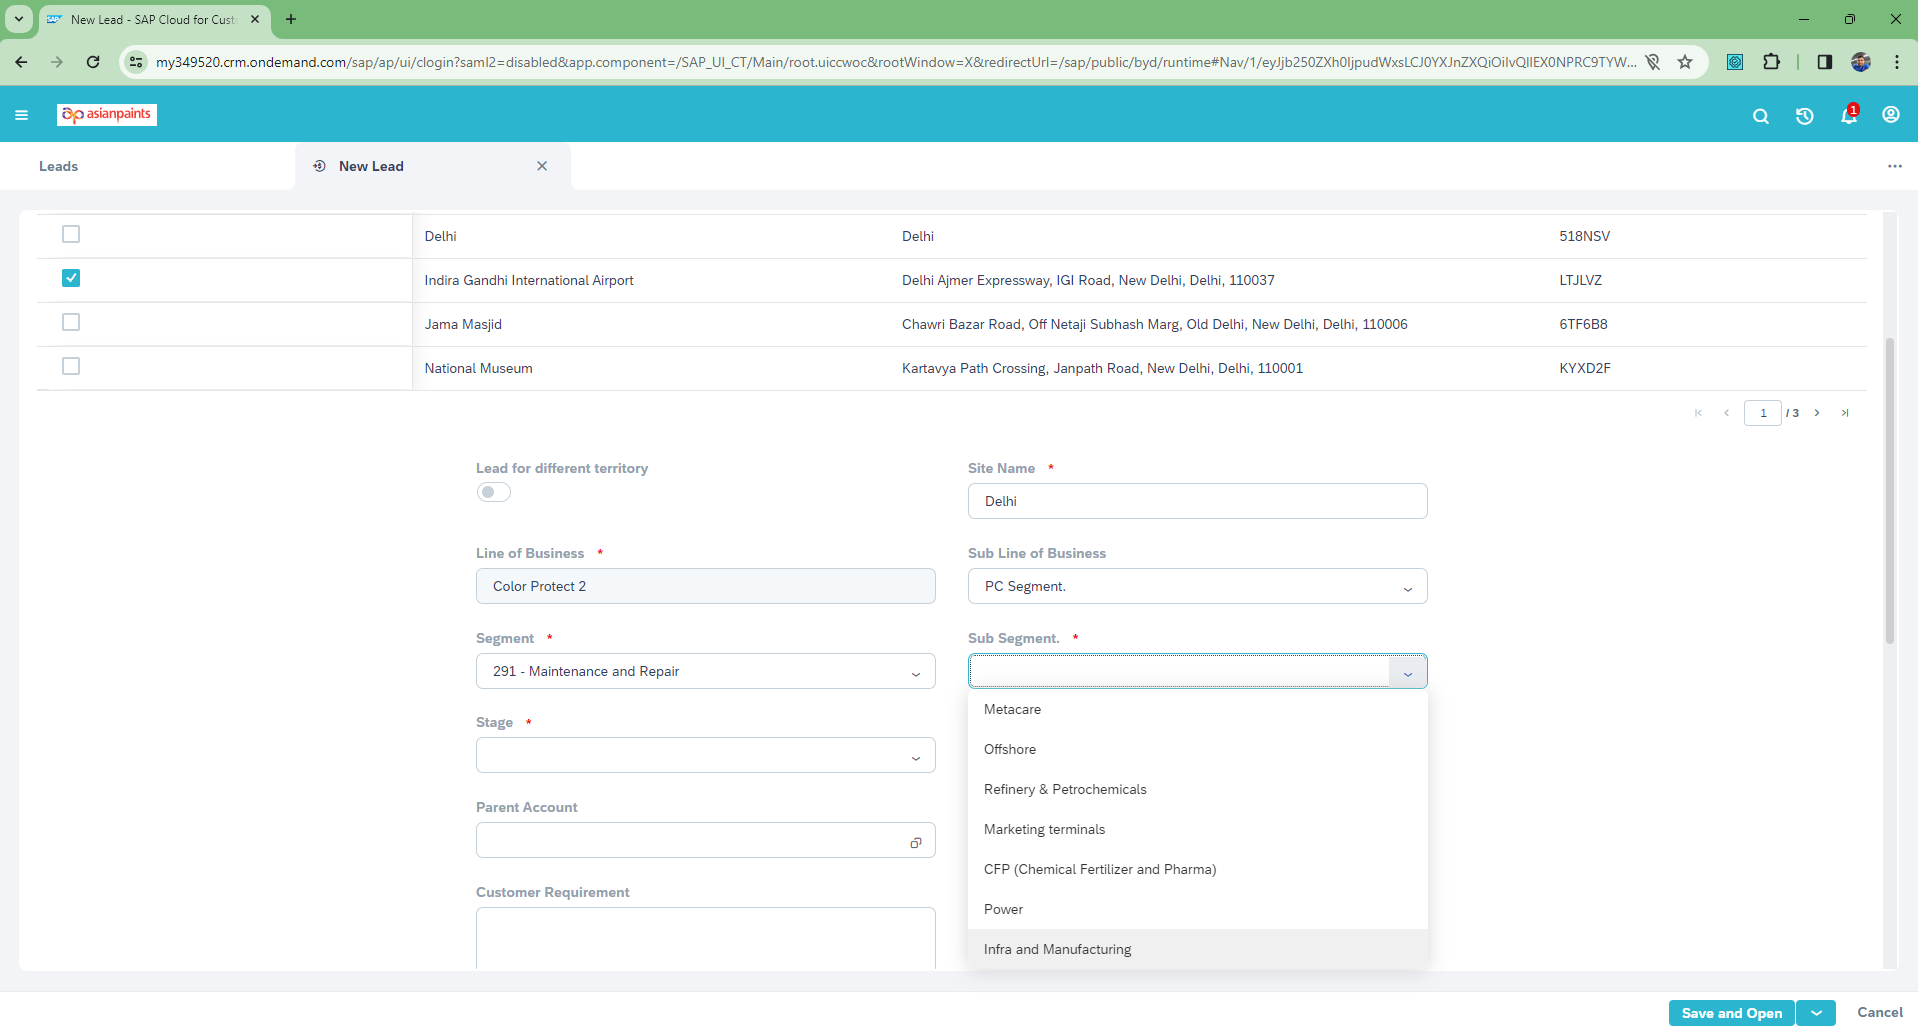 New Lead - SAP Cloud for Cust
my349520.crm.ondemand.com/sap/ap/ui/clogin?saml2=disabled&app.component=/SAP_UI_CT/Main/root.uiccwoc&rootWindow=X&redirectUrl=/sap/public/byd/runtime#Nav/1/eyJjb250ZXh0IjpudWxsLCJ0YXJnZXQiOiIvQllEX0NPRC9TYW...
asianpaints
1
Leads
New Lead
Delhi Delhi 518NSV
Indira Gandhi International Airport Delhi Ajmer Expressway, IGI Road, New Delhi, Delhi, 110037 LTJLVZ
Jama Masjid Chawri Bazar Road, Off Netaji Subhash Marg, Old Delhi, New Delhi, Delhi, 110006 6TF6B8
National Museum Kartavya Path Crossing, Janpath Road, New Delhi, Delhi, 110001 KYXD2F
1 / 3
Lead for different territory
Site Name *
Delhi
Line of Business *
Color Protect 2
Sub Line of Business
PC Segment.
Segment *
291 - Maintenance and Repair
Sub Segment. *
Metacare
Offshore
Refinery & Petrochemicals
Marketing terminals
CFP (Chemical Fertilizer and Pharma)
Power
Infra and Manufacturing
Stage *
Parent Account
Customer Requirement
Save and Open
Cancel